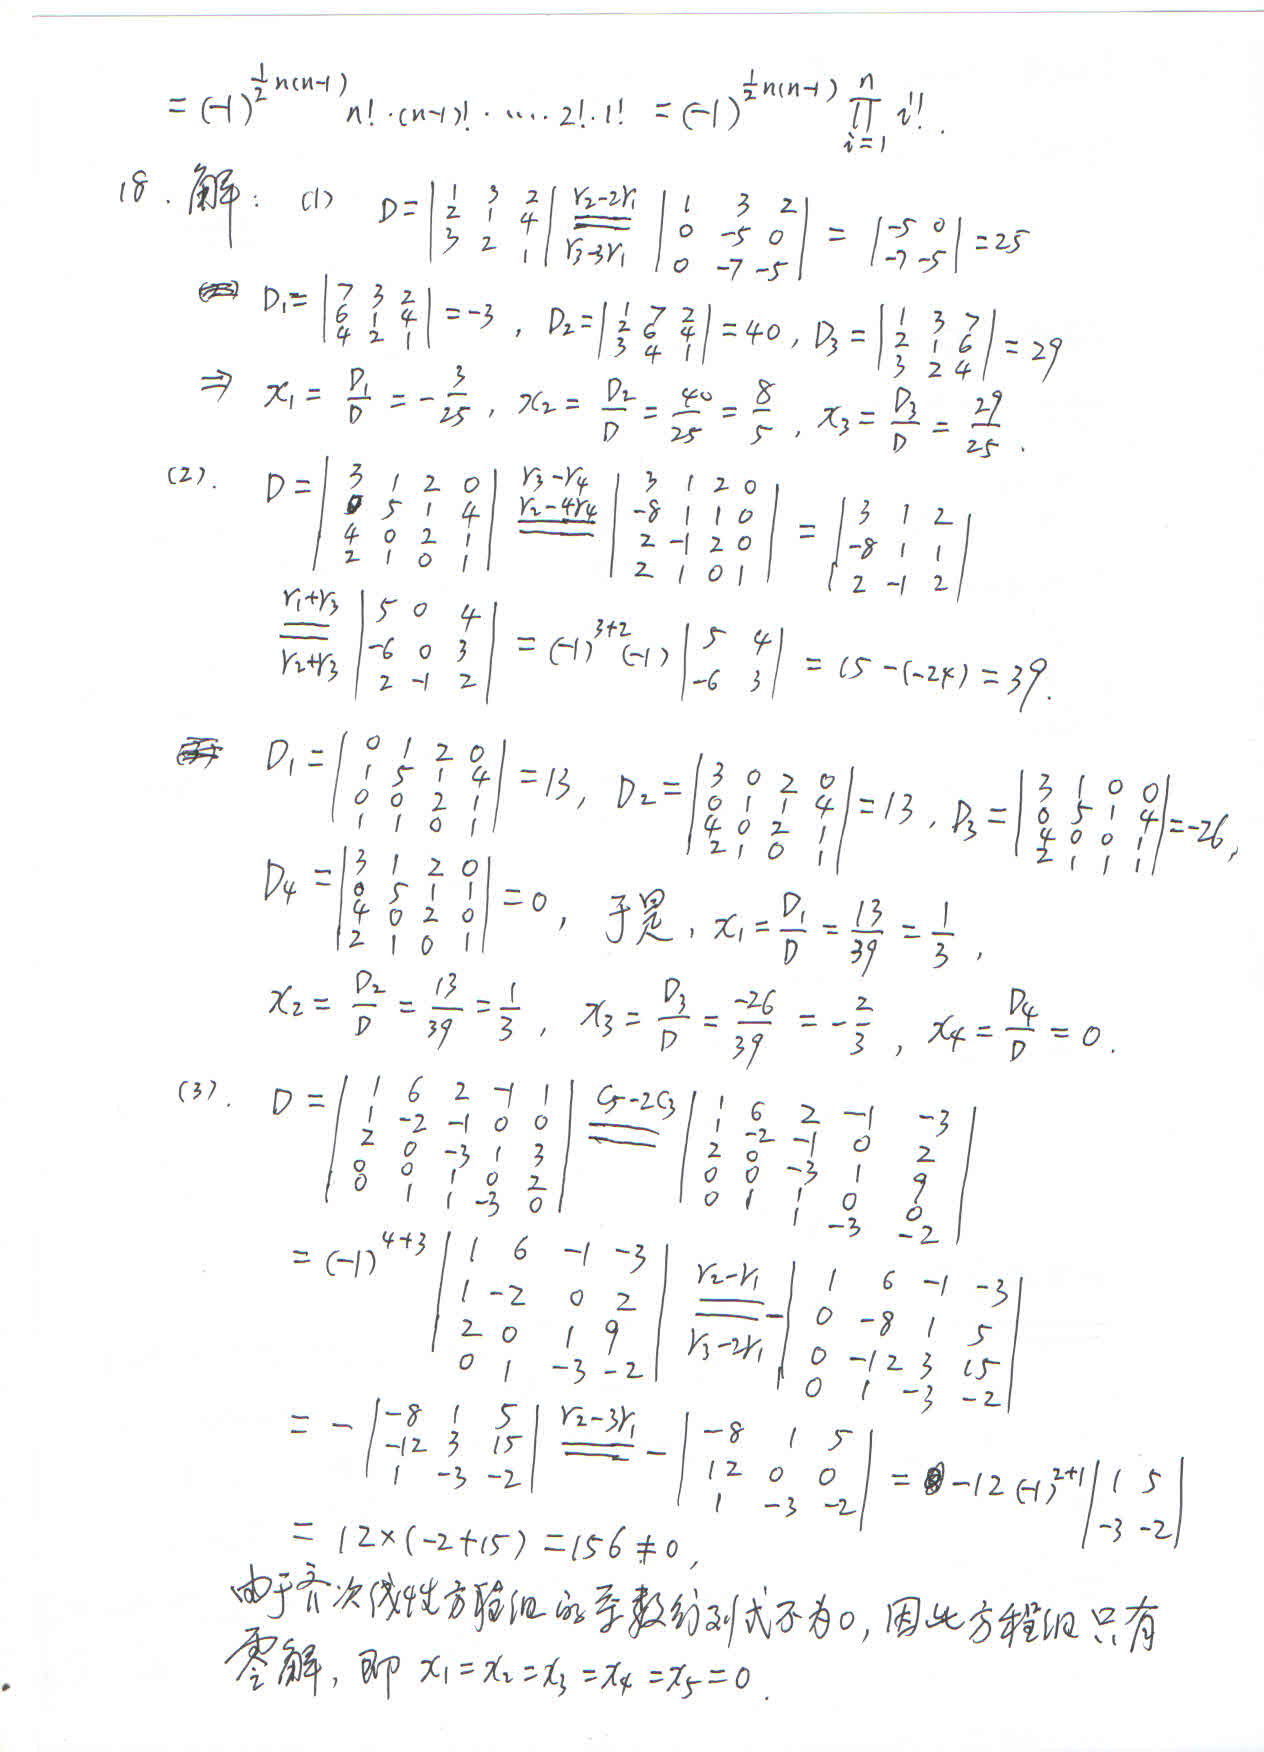 = (-1)^{\frac{1}{2}n(n-1)} n!·(n-1)!·····2!·1! = (-1)^{\frac{1}{2}n(n-1)} \prod_{i=1}^{n} i!.
18. 解: (1) D = |1 3 2; 2 1 4; 3 2 1| \xlongequal[r3-3r1]{r2-2r1} |1 3 2; 0 -5 0; 0 -7 -5| = |-5 0; -7 -5| = 25
D1 = |7 3 2; 6 1 4; 4 2 1| = -3, D2 = |1 7 2; 2 6 4; 3 4 1| = 40, D3 = |1 3 7; 2 1 6; 3 2 4| = 29
⇒ x1 = D1/D = -3/25, x2 = D2/D = 40/25 = 8/5, x3 = D3/D = 29/25.
(2). D = |3 1 2 0; 0 5 1 4; 4 0 2 1; 2 1 0 1| \xlongequal[r2-4r4]{r3-r4} |3 1 2 0; -8 1 1 0; 2 -1 2 0; 2 1 0 1| = |3 1 2; -8 1 1; 2 -1 2|
\xlongequal[r2+r3]{r1+r3} |5 0 4; -6 0 3; 2 -1 2| = (-1)^{3+2}(-1) |5 4; -6 3| = 15-(-24) = 39.
D1 = |0 1 2 0; 1 5 1 4; 0 0 2 1; 1 1 0 1| = 13, D2 = |3 0 2 0; 0 1 1 4; 4 0 2 1; 2 1 0 1| = 13, D3 = |3 1 0 0; 0 5 1 4; 4 0 0 1; 2 1 1 1| = -26,
D4 = |3 1 2 0; 0 5 1 1; 4 0 2 0; 2 1 0 1| = 0, 于是, x1 = D1/D = 13/39 = 1/3,
x2 = D2/D = 13/39 = 1/3, x3 = D3/D = -26/39 = -2/3, x4 = D4/D = 0.
(3). D = |1 6 2 -1 1; 1 -2 -1 0 0; 2 0 -3 1 3; 0 0 1 0 2; 0 1 1 -3 0| \xlongequal{c5-2c3} |1 6 2 -1 -3; 1 -2 -1 0 2; 2 0 -3 1 9; 0 0 1 0 0; 0 1 1 -3 -2|
= (-1)^{4+3} |1 6 -1 -3; 1 -2 0 2; 2 0 1 9; 0 1 -3 -2| \xlongequal[r3-2r1]{r2-r1} -|1 6 -1 -3; 0 -8 1 5; 0 -12 3 15; 0 1 -3 -2|
= -|-8 1 5; -12 3 15; 1 -3 -2| \xlongequal{r2-3r1} -|-8 1 5; 12 0 0; 1 -3 -2| = -12(-1)^{2+1} |1 5; -3 -2|
= 12×(-2+15) = 156 ≠ 0,
由于齐次线性方程组的系数行列式不为0, 因此方程组只有
零解, 即 x1 = x2 = x3 = x4 = x5 = 0.